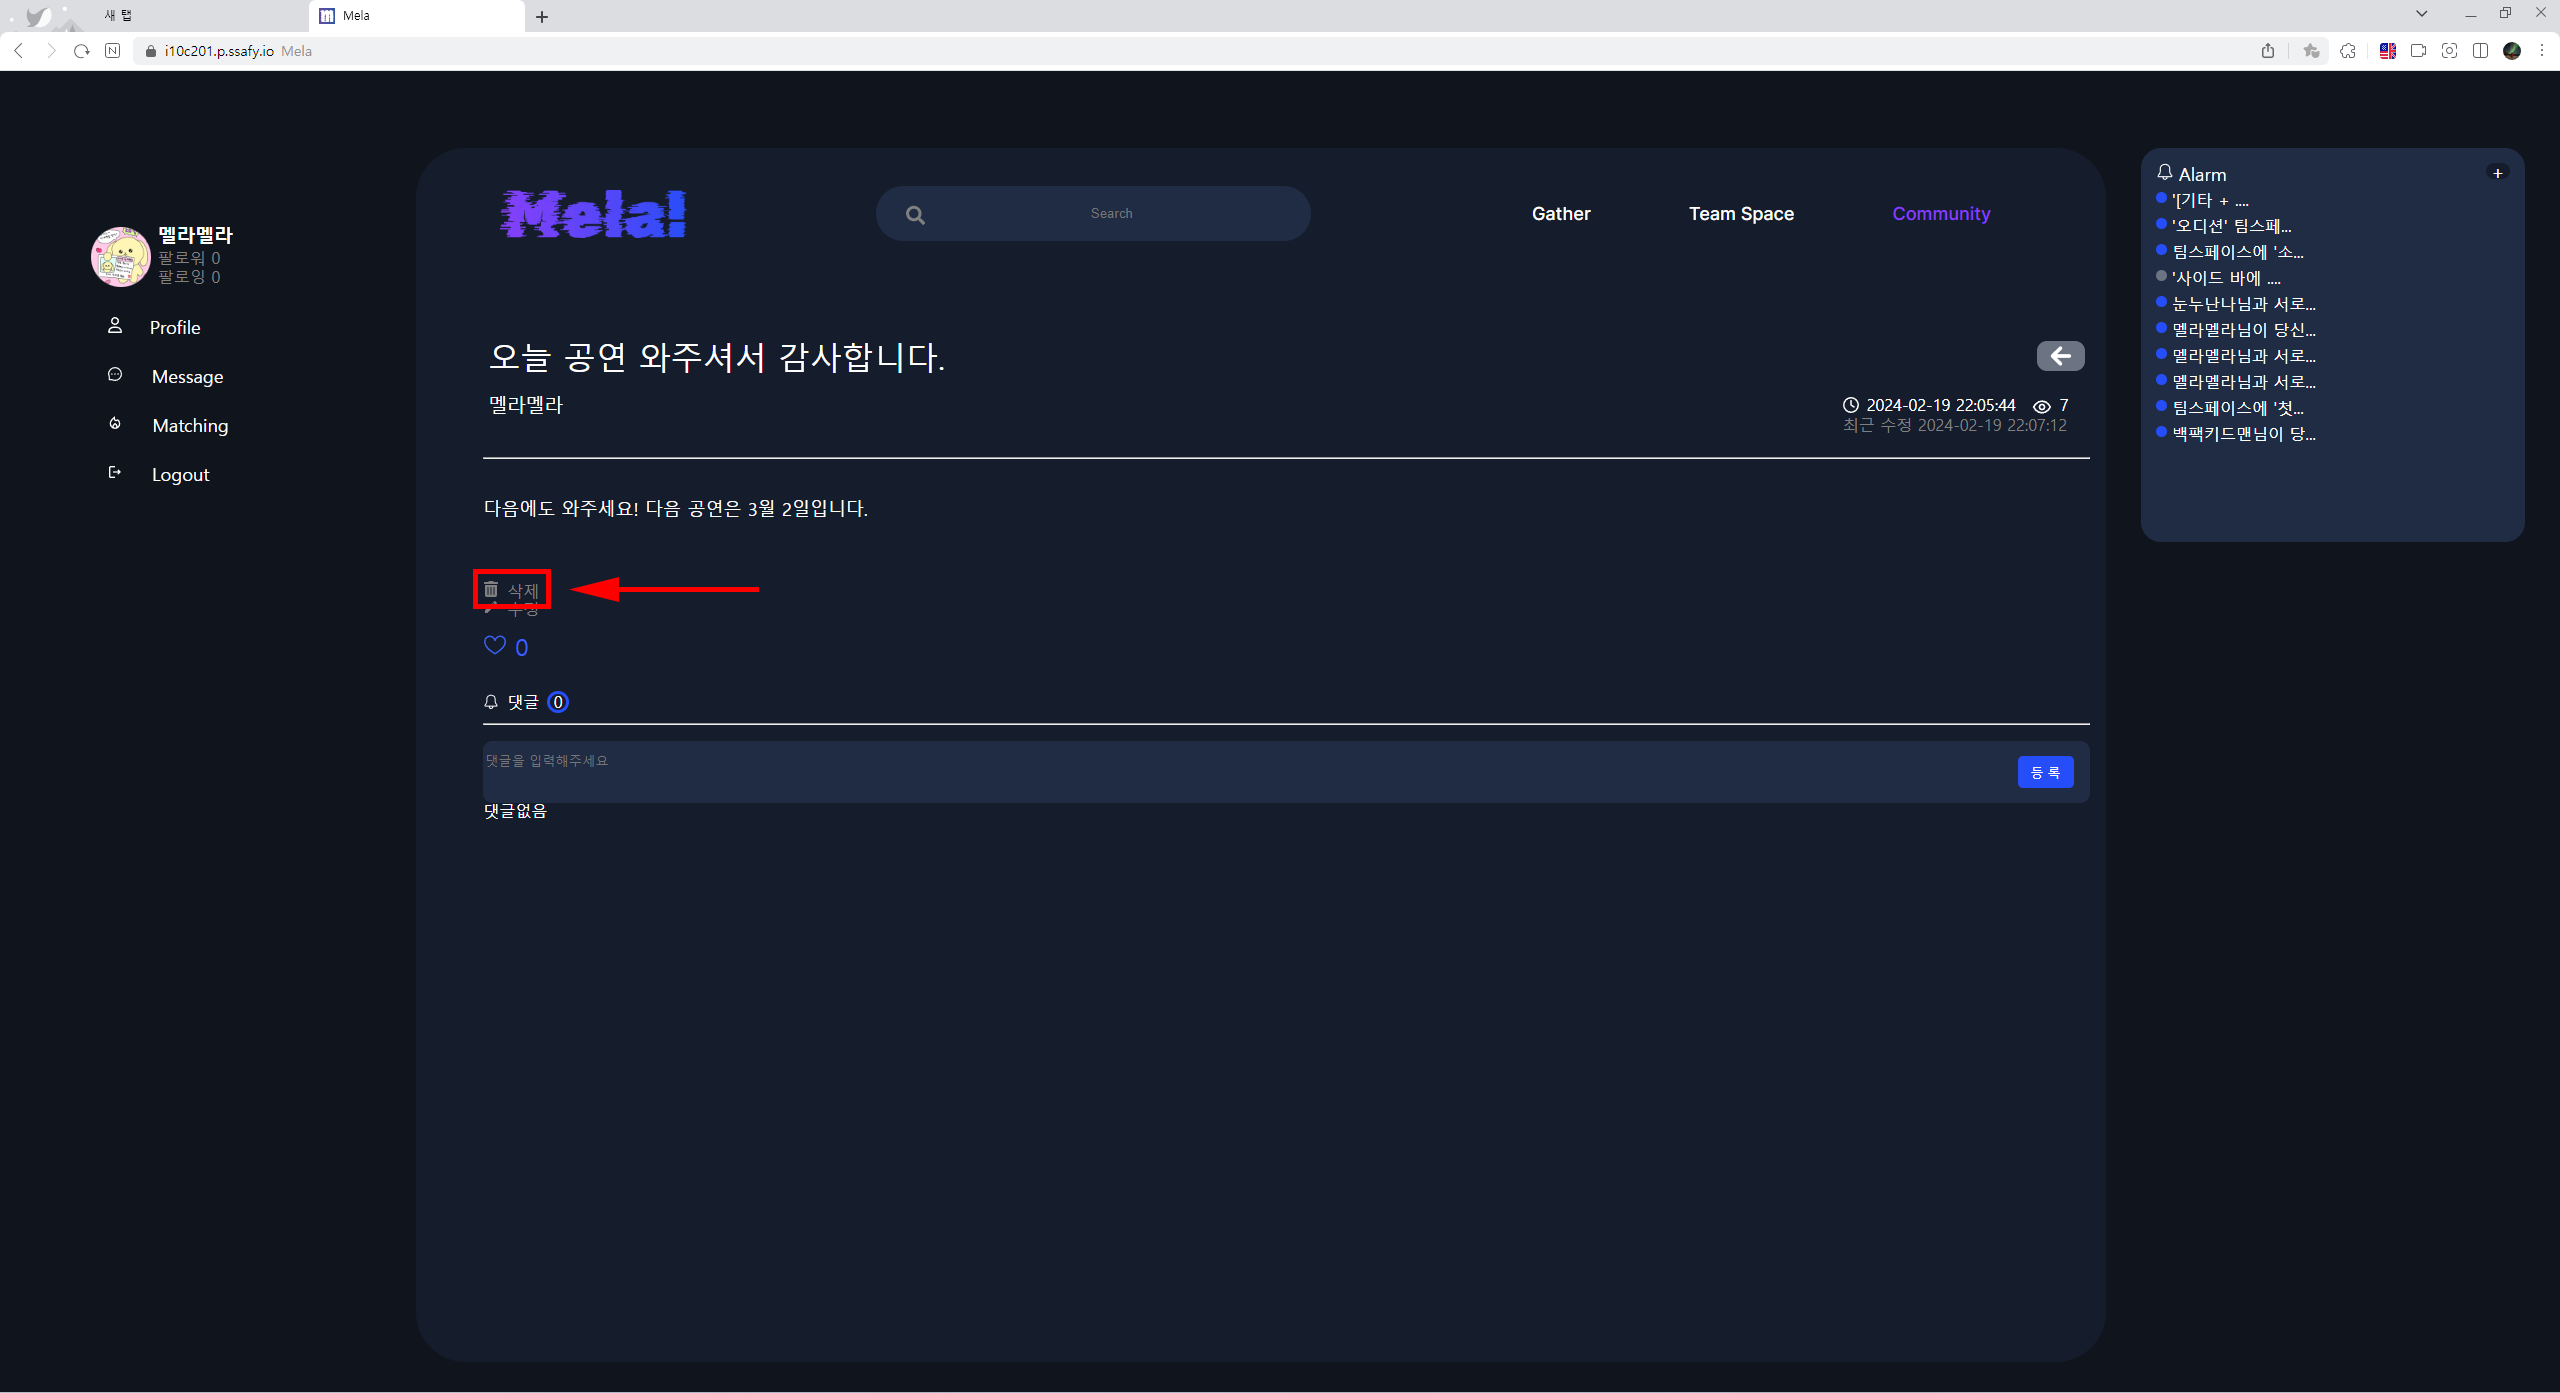 새 탭
Mela
i10c201.p.ssafy.io Mela
멜라멜라
팔로워 0
팔로잉 0
Profile
Message
Matching
Logout
Mela!
Search
Gather
Team Space
Community
오늘 공연 와주셔서 감사합니다.
멜라멜라
2024-02-19 22:05:44 7
최근 수정 2024-02-19 22:07:12
다음에도 와주세요! 다음 공연은 3월 2일입니다.
삭제
수정
0
댓글 0
댓글을 입력해주세요
등 록
댓글없음
Alarm +
'[기타 + ....
'오디션' 팀스페...
팀스페이스에 '소...
'사이드 바에 ....
눈누난나님과 서로...
멜라멜라님이 당신...
멜라멜라님과 서로...
멜라멜라님과 서로...
팀스페이스에 '첫...
백팩키드맨님이 당...